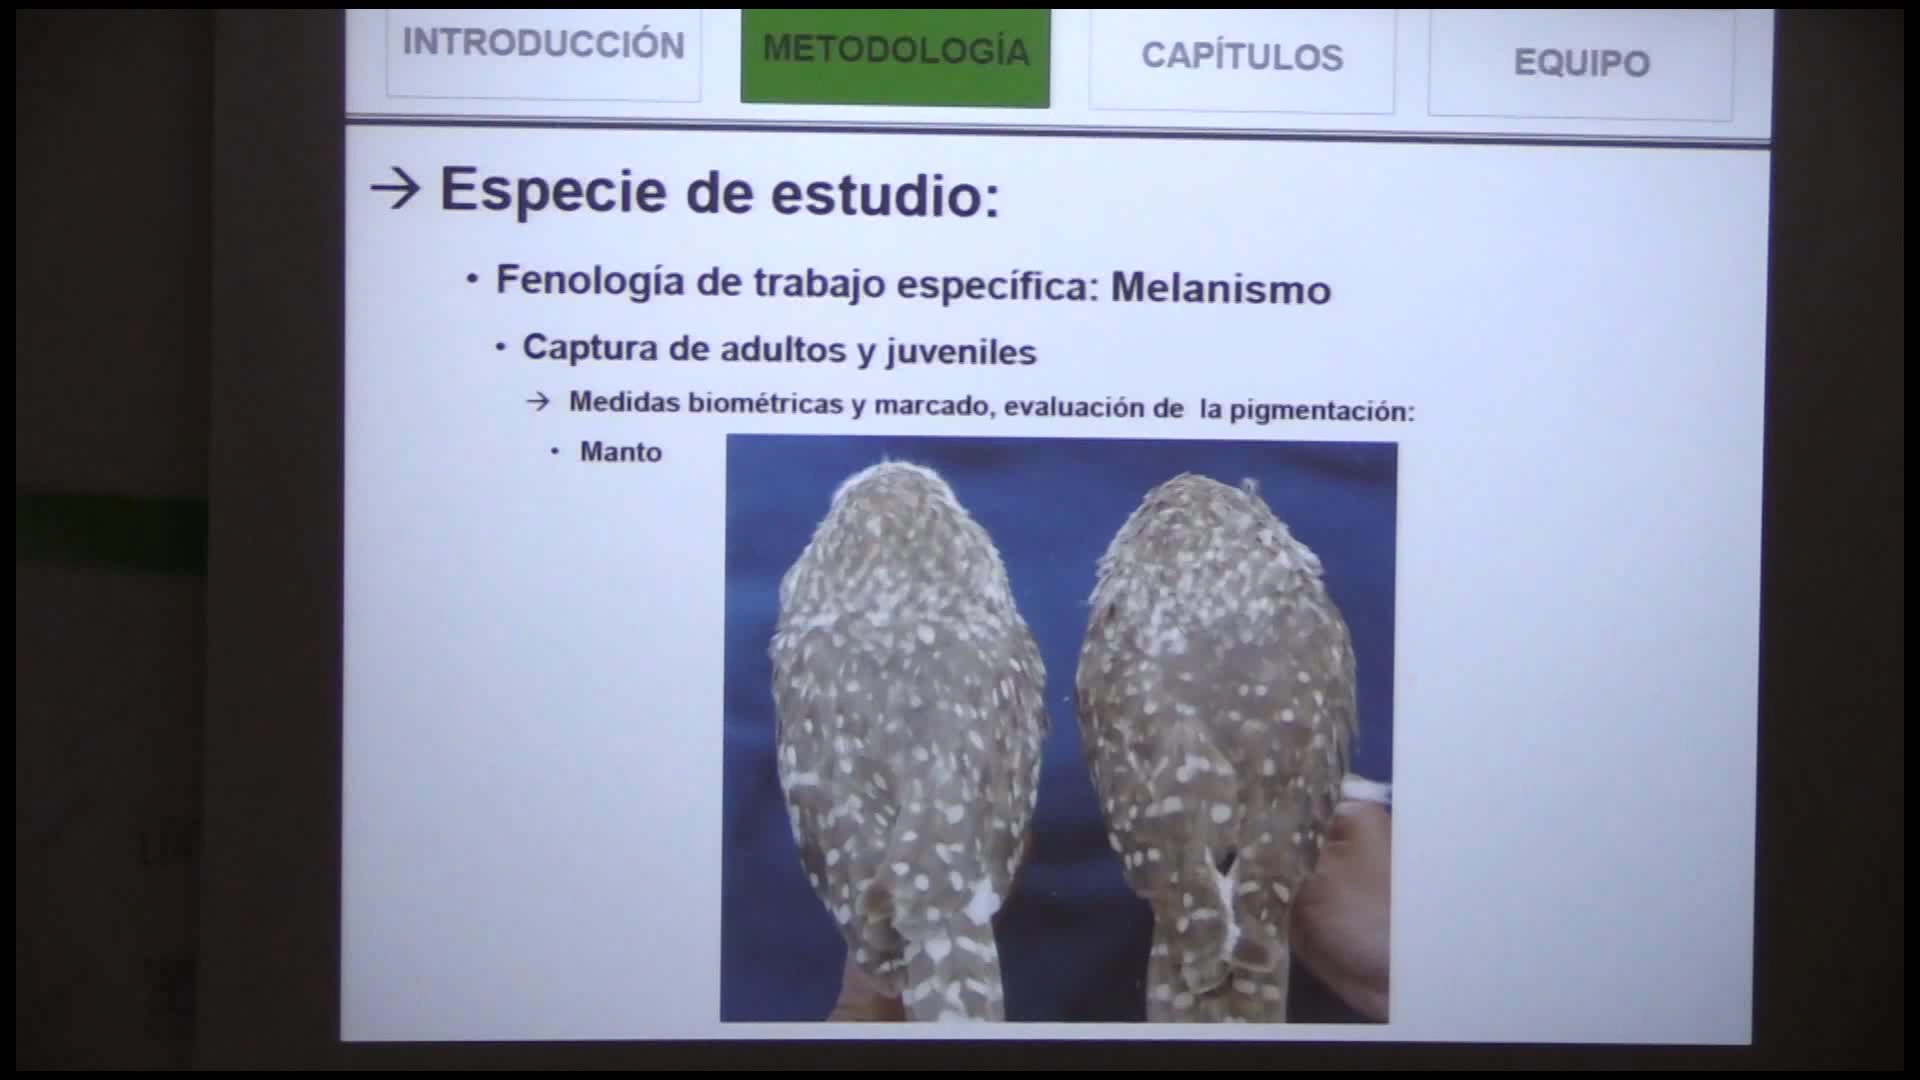 INTRODUCCIÓN
METODOLOGÍA
CAPÍTULOS
EQUIPO
→ Especie de estudio:
• Fenología de trabajo específica: Melanismo
• Captura de adultos y juveniles
→ Medidas biométricas y marcado, evaluación de la pigmentación:
• Manto